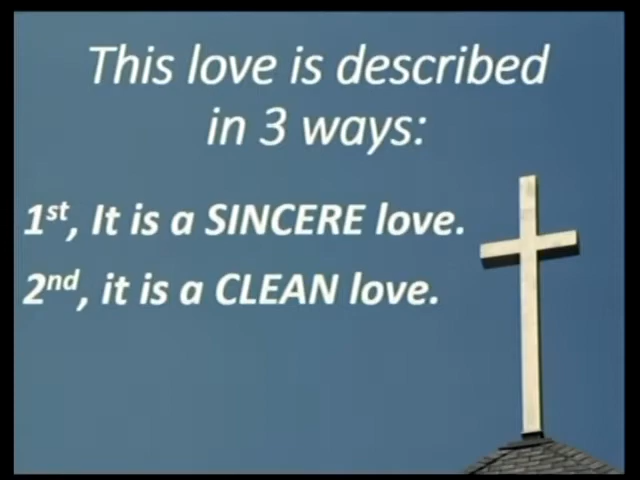 This love is described
in 3 ways:
1st, It is a SINCERE love.
2nd, it is a CLEAN love.